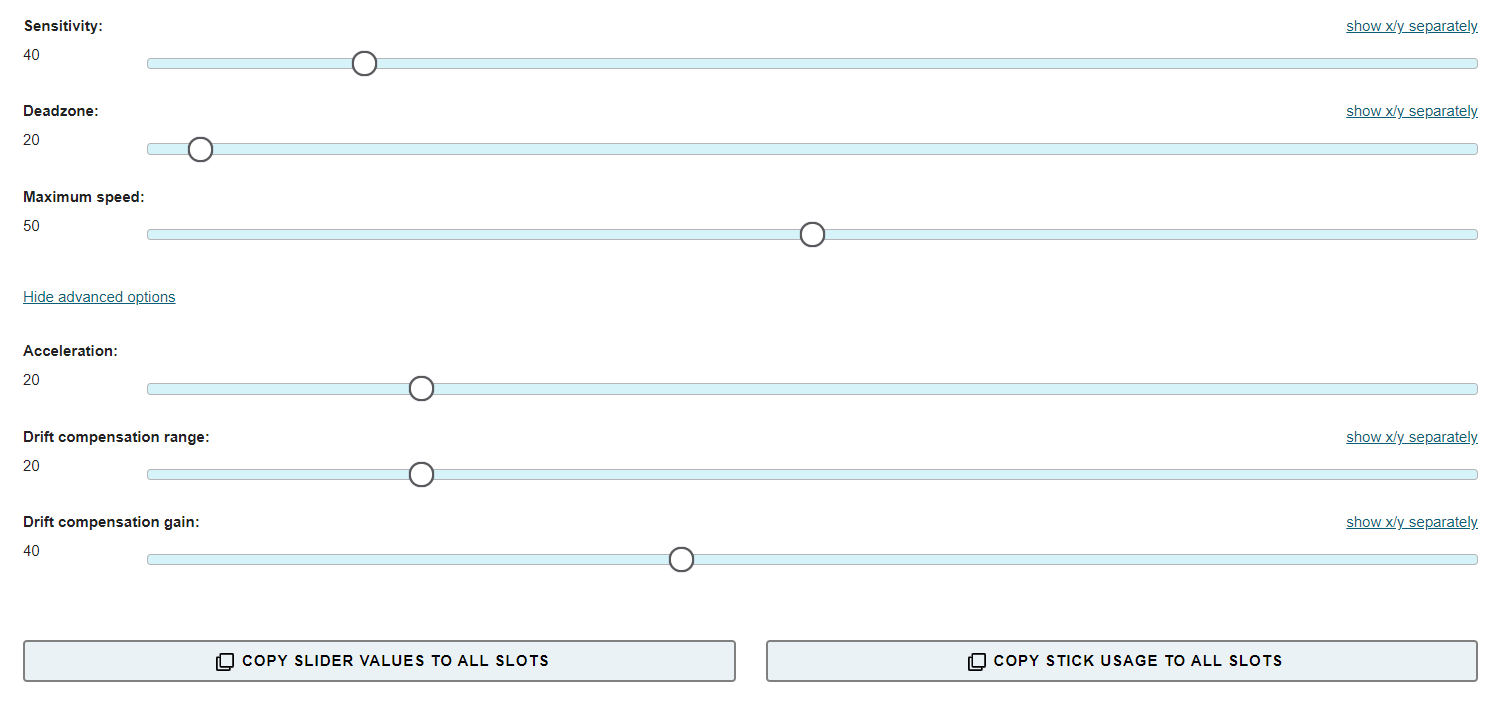 Sensitivity:
show x/y separately
40
Deadzone:
show x/y separately
20
Maximum speed:
50
Hide advanced options
Acceleration:
20
Drift compensation range:
show x/y separately
20
Drift compensation gain:
show x/y separately
40
COPY SLIDER VALUES TO ALL SLOTS
COPY STICK USAGE TO ALL SLOTS